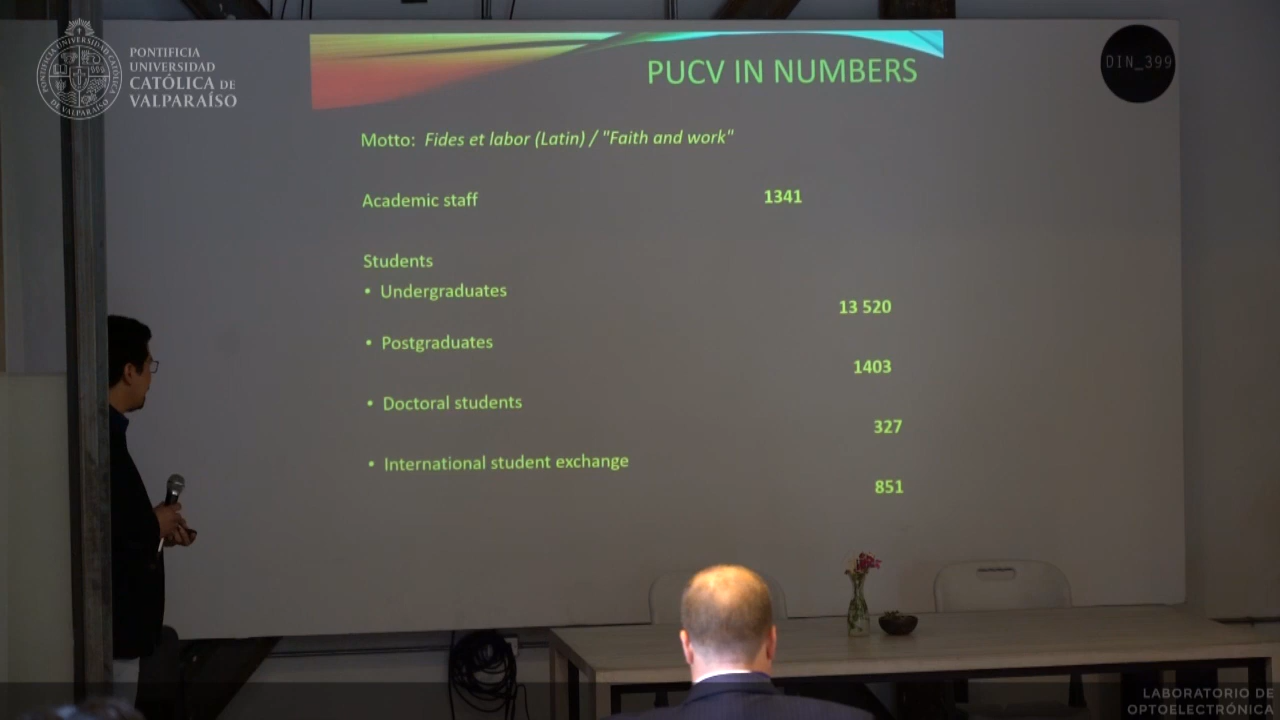 PONTIFICIA
UNIVERSIDAD
CATÓLICA DE
VALPARAÍSO
DIN_399
PUCV IN NUMBERS
Motto: Fides et labor (Latin) / "Faith and work"
Academic staff 1341
Students
• Undergraduates
13 520
• Postgraduates
1403
• Doctoral students
327
• International student exchange
851
LABORATORIO DE
OPTOELECTRÓNICA